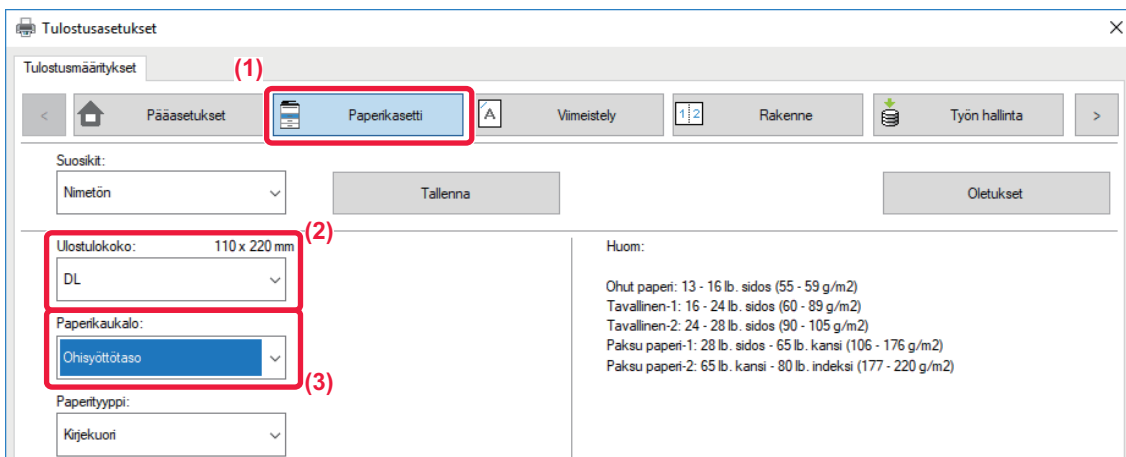 Tulostusasetukset
Tulostusmääritykset
(1)
< Pääasetukset Paperikasetti A Viimeistely 1 2 Rakenne Työn hallinta >
Suosikit:
Nimetön Tallenna Oletukset
(2)
Ulostulokoko: 110 x 220 mm
DL
Paperikaukalo:
Ohisyöttötaso
(3)
Paperityyppi:
Kirjekuori
Huom:
Ohut paperi: 13 - 16 lb. sidos (55 - 59 g/m2)
Tavallinen-1: 16 - 24 lb. sidos (60 - 89 g/m2)
Tavallinen-2: 24 - 28 lb. sidos (90 - 105 g/m2)
Paksu paperi-1: 28 lb. sidos - 65 lb. kansi (106 - 176 g/m2)
Paksu paperi-2: 65 lb. kansi - 80 lb. indeksi (177 - 220 g/m2)